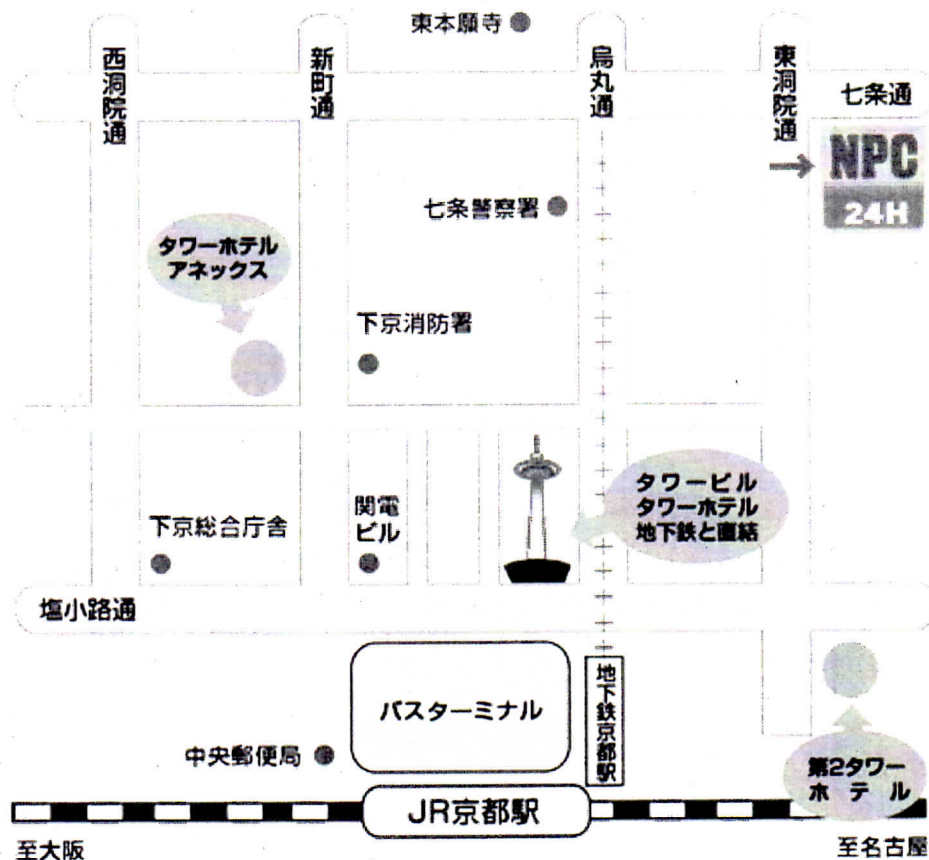 東本願寺
西洞院通
新町通
烏丸通
東洞院通
七条通
NPC
24H
七条警察署
タワーホテル
アネックス
下京消防署
タワービル
タワーホテル
地下鉄と直結
下京総合庁舎
関電
ビル
塩小路通
バスターミナル
地下鉄京都駅
中央郵便局
第2タワー
ホテル
JR京都駅
至大阪
至名古屋